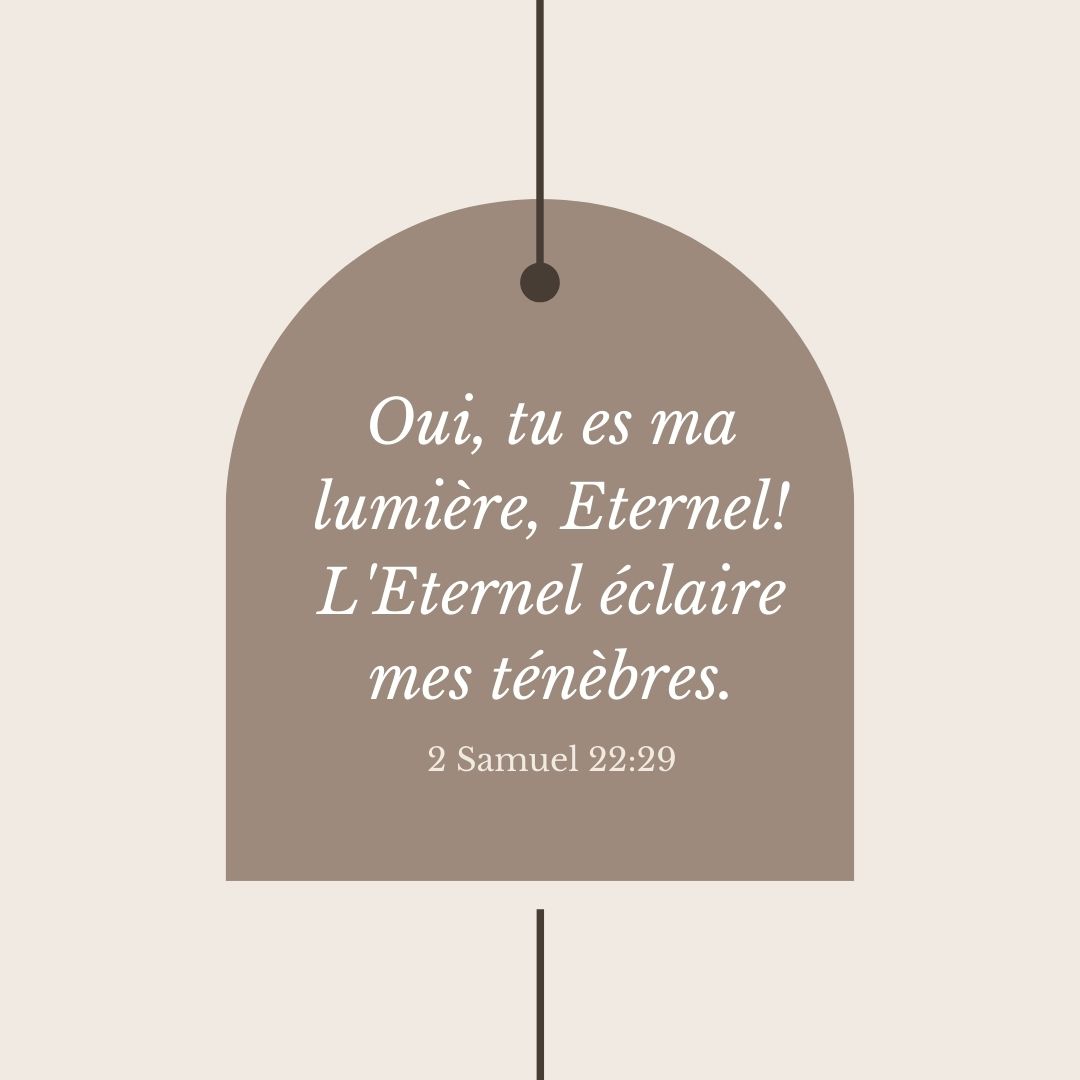 Oui, tu es ma
lumière, Eternel!
L'Eternel éclaire
mes ténèbres.
2 Samuel 22:29